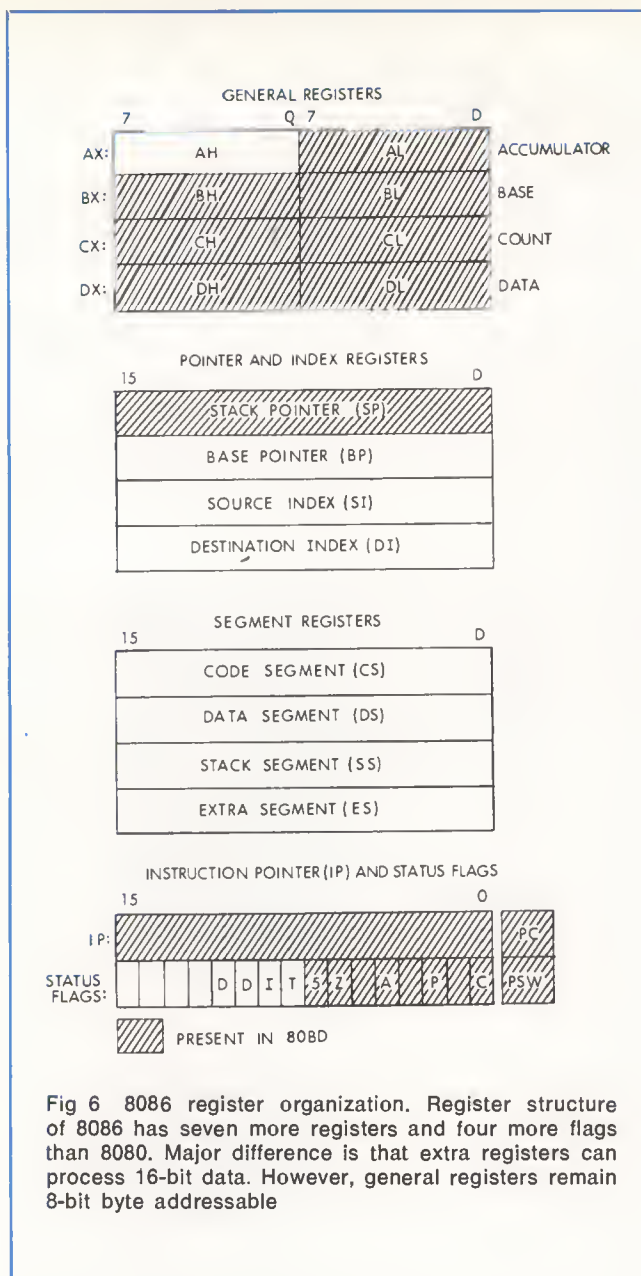 GENERAL REGISTERS
7 Q 7 D
AX: AH AL ACCUMULATOR
BX: BH BL BASE
CX: CH CL COUNT
DX: DH DL DATA
POINTER AND INDEX REGISTERS
15 D
STACK POINTER (SP)
BASE POINTER (BP)
SOURCE INDEX (SI)
DESTINATION INDEX (DI)
SEGMENT REGISTERS
15 D
CODE SEGMENT (CS)
DATA SEGMENT (DS)
STACK SEGMENT (SS)
EXTRA SEGMENT (ES)
INSTRUCTION POINTER (IP) AND STATUS FLAGS
15 0
IP: PC
STATUS FLAGS: D D I T S Z A P C PSW
PRESENT IN 80BD
Fig 6 8086 register organization. Register structure
of 8086 has seven more registers and four more flags
than 8080. Major difference is that extra registers can
process 16-bit data. However, general registers remain
8-bit byte addressable